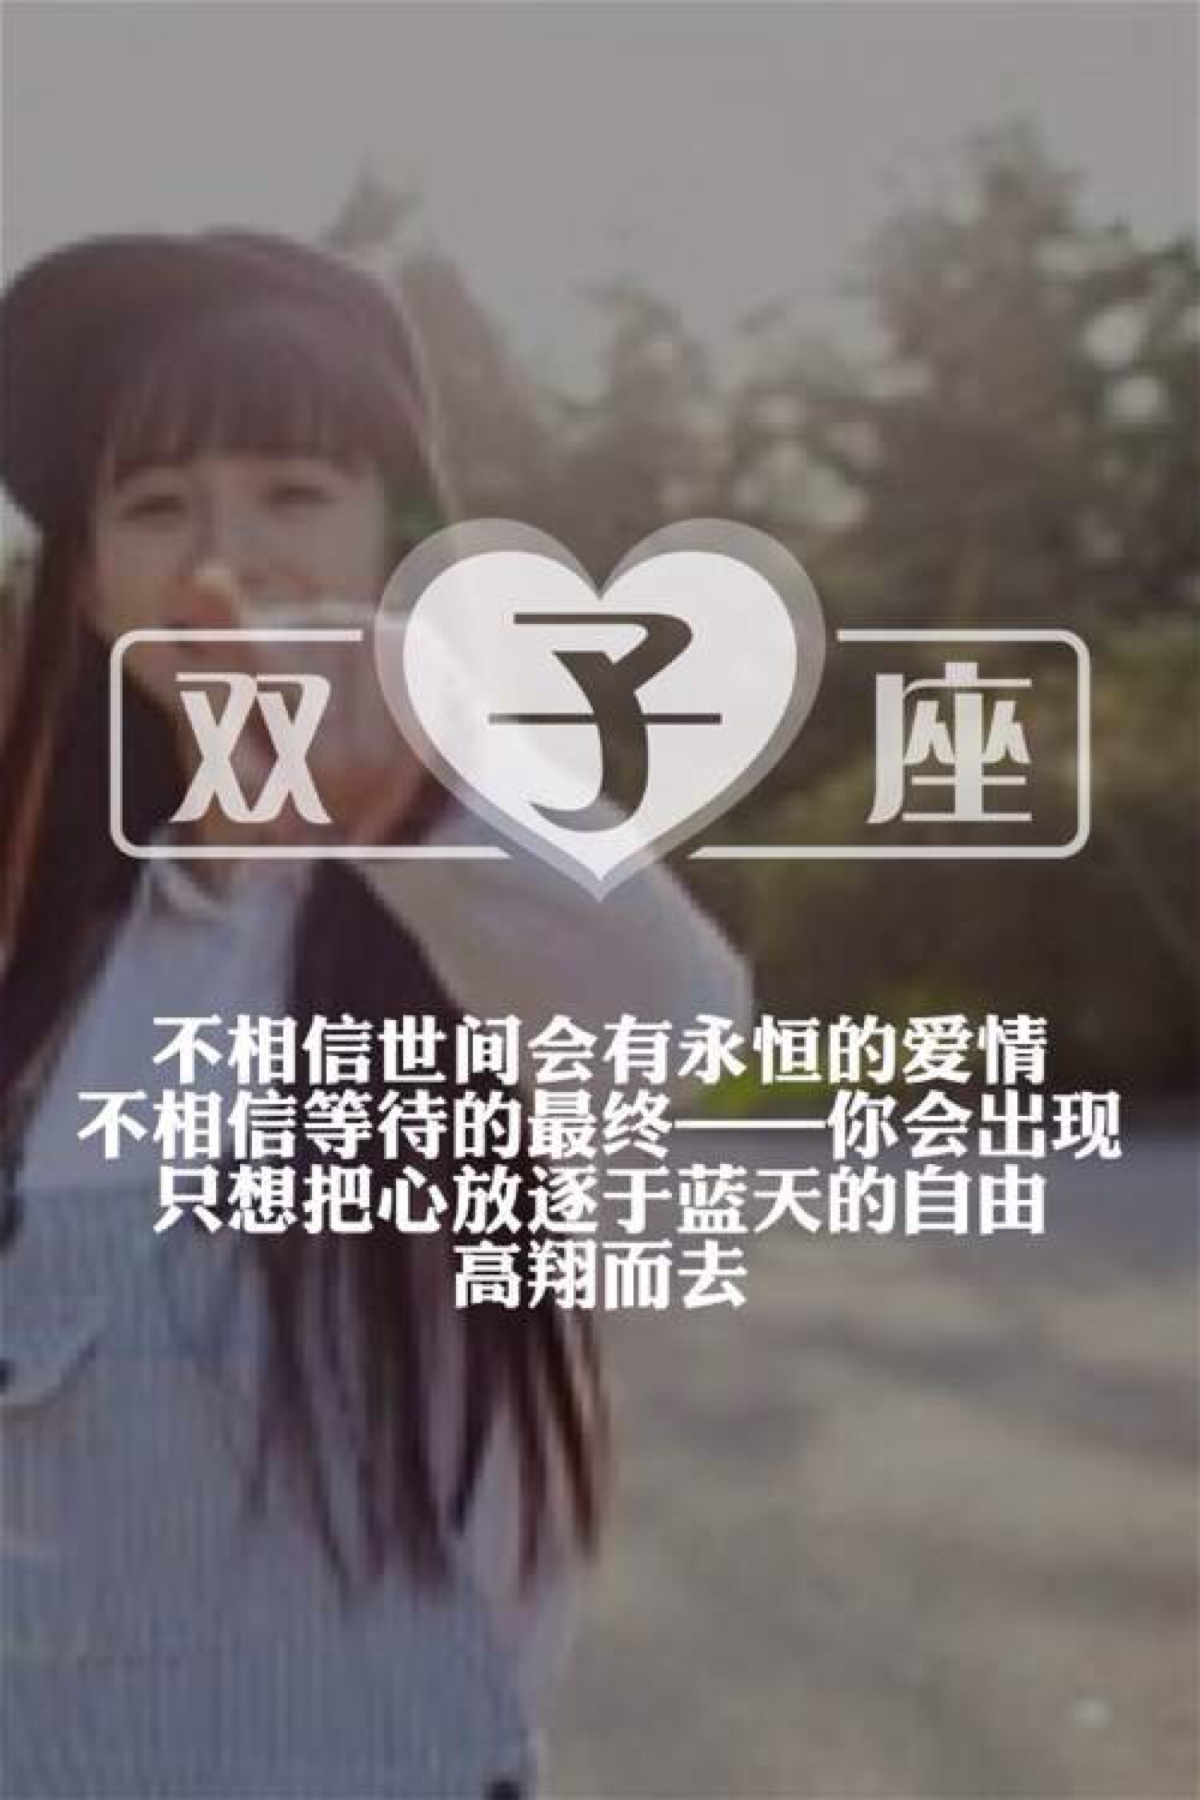 双子座
不相信世间会有永恒的爱情
不相信等待的最终——你会出现
只想把心放逐于蓝天的自由
高翔而去